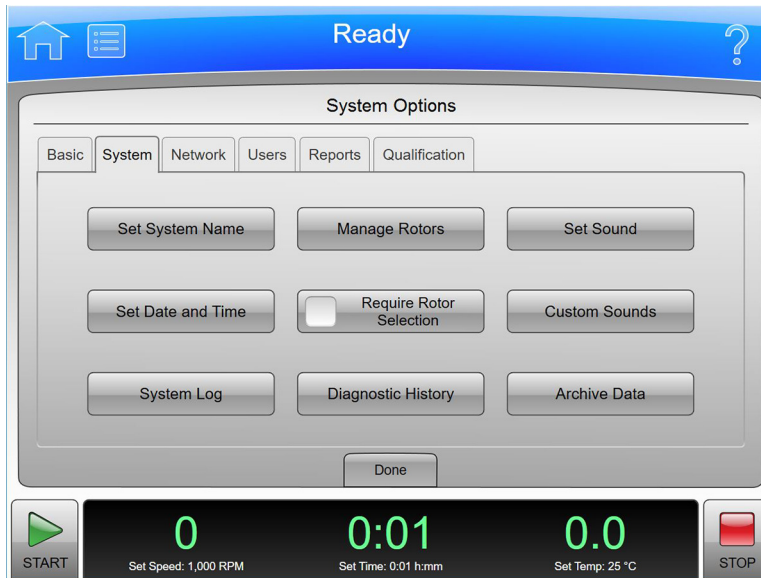 Ready
?
System Options
Basic System Network Users Reports Qualification
Set System Name Manage Rotors Set Sound
Set Date and Time Require Rotor Selection Custom Sounds
System Log Diagnostic History Archive Data
Done
START 0 0:01 0.0 STOP
Set Speed: 1,000 RPM Set Time: 0:01 h:mm Set Temp: 25 °C